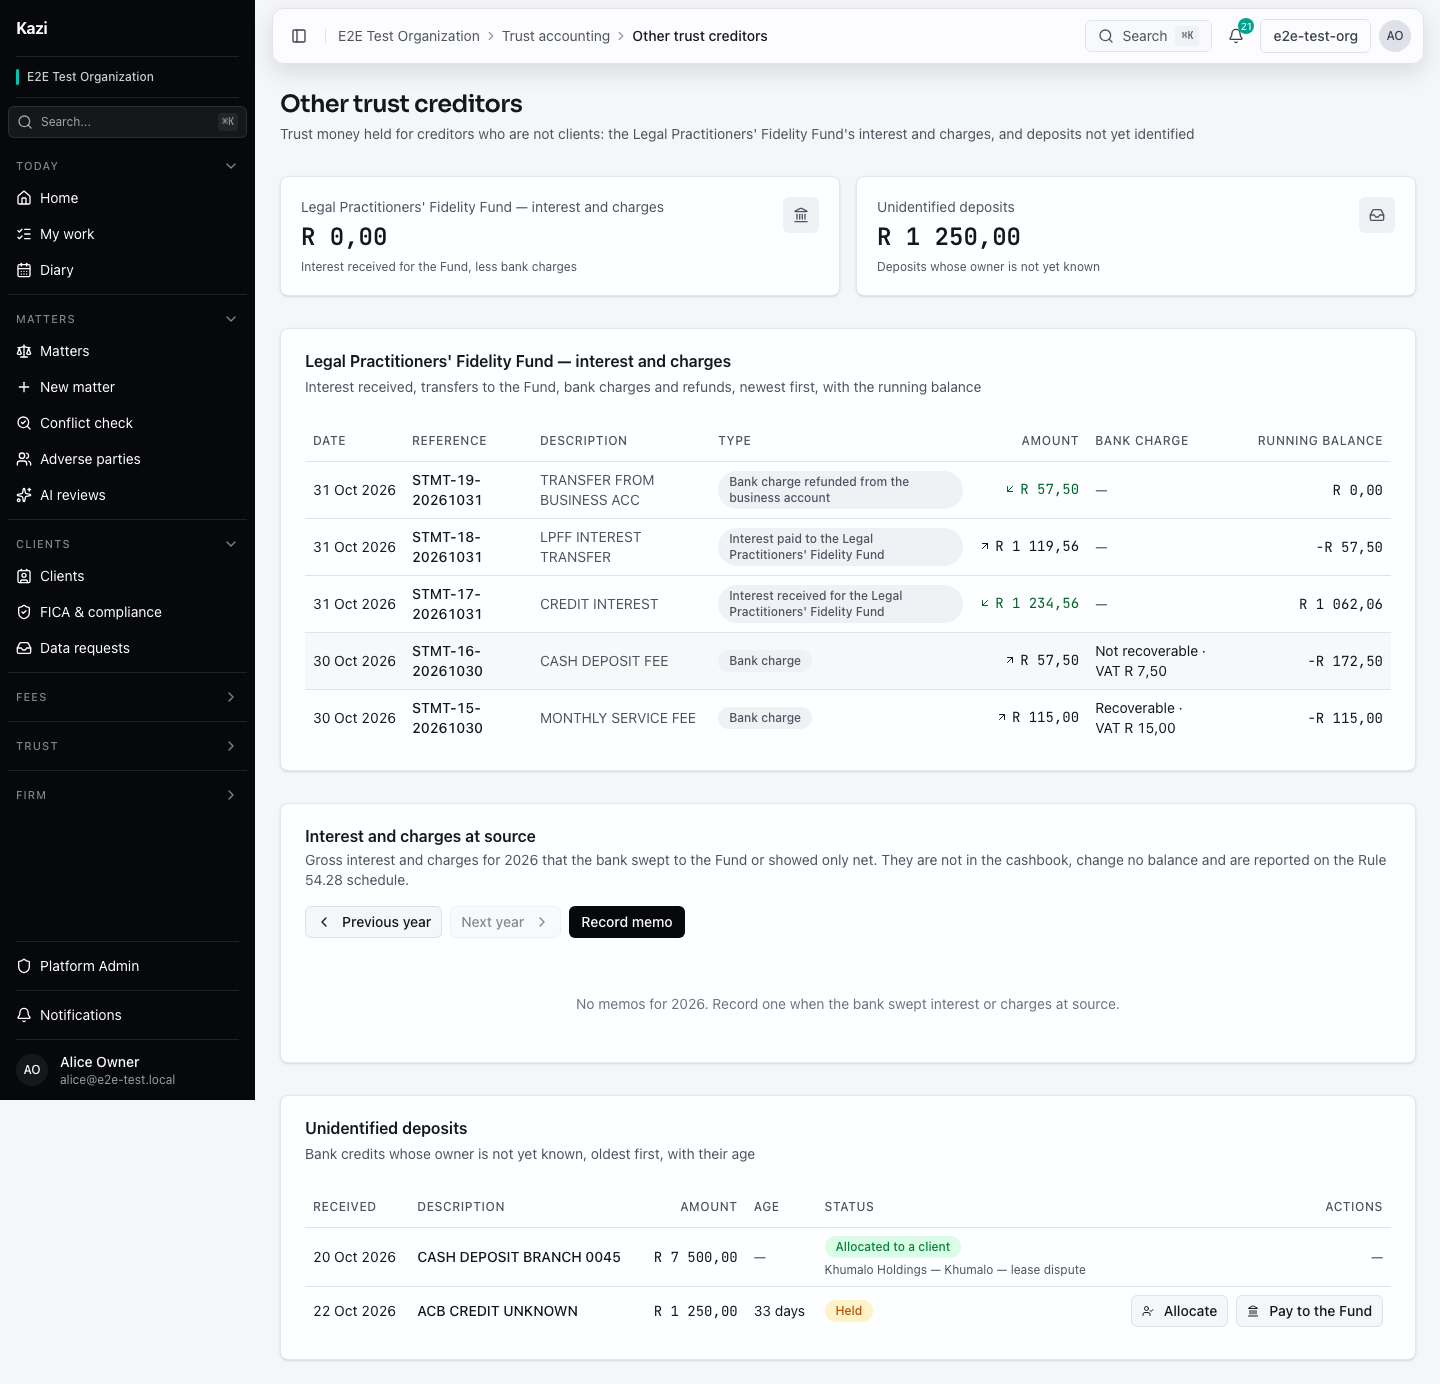 Kazi
E2E Test Organization
Search...
⌘K
TODAY
Home
My work
Diary
MATTERS
Matters
New matter
Conflict check
Adverse parties
AI reviews
CLIENTS
Clients
FICA & compliance
Data requests
FEES
TRUST
FIRM
Platform Admin
Notifications
AO
Alice Owner
alice@e2e-test.local
E2E Test Organization
Trust accounting
Other trust creditors
Search ⌘K
21
e2e-test-org
AO
Other trust creditors
Trust money held for creditors who are not clients: the Legal Practitioners' Fidelity Fund's interest and charges, and deposits not yet identified
Legal Practitioners' Fidelity Fund — interest and charges
R 0,00
Interest received for the Fund, less bank charges
Unidentified deposits
R 1 250,00
Deposits whose owner is not yet known
Legal Practitioners' Fidelity Fund — interest and charges
Interest received, transfers to the Fund, bank charges and refunds, newest first, with the running balance
DATE REFERENCE DESCRIPTION TYPE AMOUNT BANK CHARGE RUNNING BALANCE
31 Oct 2026
STMT-19-
20261031
TRANSFER FROM
BUSINESS ACC
Bank charge refunded from the
business account
R 57,50
—
R 0,00
31 Oct 2026
STMT-18-
20261031
LPFF INTEREST
TRANSFER
Interest paid to the Legal
Practitioners' Fidelity Fund
R 1 119,56
—
-R 57,50
31 Oct 2026
STMT-17-
20261031
CREDIT INTEREST
Interest received for the Legal
Practitioners' Fidelity Fund
R 1 234,56
—
R 1 062,06
30 Oct 2026
STMT-16-
20261030
CASH DEPOSIT FEE
Bank charge
R 57,50
Not recoverable ·
VAT R 7,50
-R 172,50
30 Oct 2026
STMT-15-
20261030
MONTHLY SERVICE FEE
Bank charge
R 115,00
Recoverable ·
VAT R 15,00
-R 115,00
Interest and charges at source
Gross interest and charges for 2026 that the bank swept to the Fund or showed only net. They are not in the cashbook, change no balance and are reported on the Rule
54.28 schedule.
Previous year
Next year
Record memo
No memos for 2026. Record one when the bank swept interest or charges at source.
Unidentified deposits
Bank credits whose owner is not yet known, oldest first, with their age
RECEIVED DESCRIPTION AMOUNT AGE STATUS ACTIONS
20 Oct 2026 CASH DEPOSIT BRANCH 0045 R 7 500,00 —
Allocated to a client
Khumalo Holdings — Khumalo — lease dispute
—
22 Oct 2026 ACB CREDIT UNKNOWN R 1 250,00 33 days Held Allocate Pay to the Fund